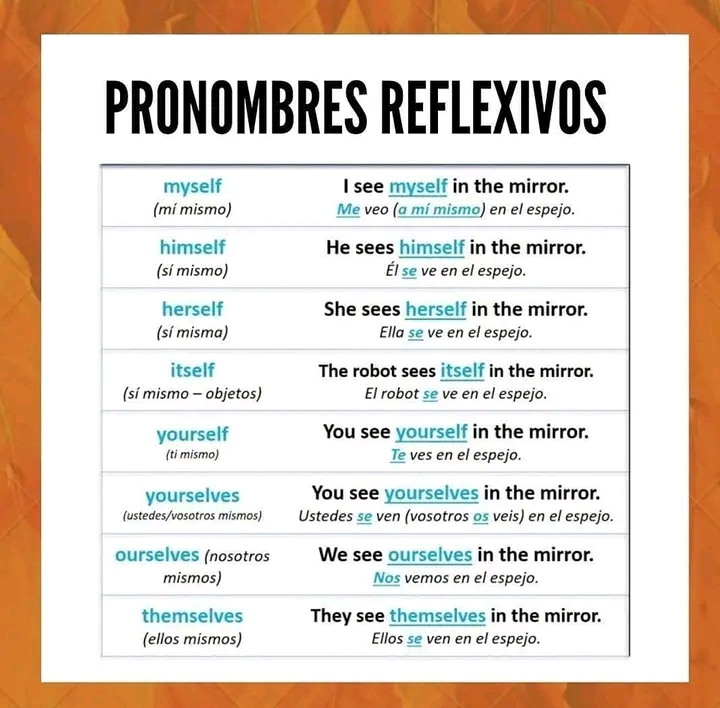 PRONOMBRES REFLEXIVOS
myself
(mí mismo)
I see myself in the mirror.
Me veo (a mí mismo) en el espejo.
himself
(sí mismo)
He sees himself in the mirror.
Él se ve en el espejo.
herself
(sí misma)
She sees herself in the mirror.
Ella se ve en el espejo.
itself
(sí mismo – objetos)
The robot sees itself in the mirror.
El robot se ve en el espejo.
yourself
(ti mismo)
You see yourself in the mirror.
Te ves en el espejo.
yourselves
(ustedes/vosotros mismos)
You see yourselves in the mirror.
Ustedes se ven (vosotros os veis) en el espejo.
ourselves (nosotros
mismos)
We see ourselves in the mirror.
Nos vemos en el espejo.
themselves
(ellos mismos)
They see themselves in the mirror.
Ellos se ven en el espejo.